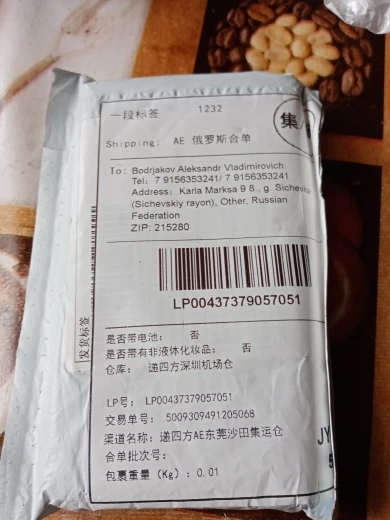 一段标签 1232
集
Shipping: AE 俄罗斯合单
To: Bodrjakov Aleksandr Vladimirovich
Tel: 7 9156353241/ 7 9156353241
Address: Karla Marksa 9 8., g. Sichevka
(Sichevskiy rayon), Other, Russian
Federation
ZIP: 215280
LP00437379057051
发货标签
是否带电池: 否
是否带有非液体化妆品: 否
仓库: 递四方深圳机场仓
LP号: LP00437379057051
交易单号: 5009309491205068
渠道名称: 递四方AE东莞沙田集运仓
JY
合单批次号:
包裹重量 (Kg) : 0.01